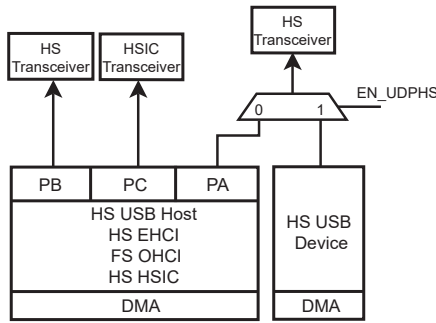 HS
Transceiver
HSIC
Transceiver
HS
Transceiver
EN_UDPHS
0
1
PB
PC
PA
HS USB Host
HS EHCI
FS OHCI
HS HSIC
DMA
HS USB
Device
DMA